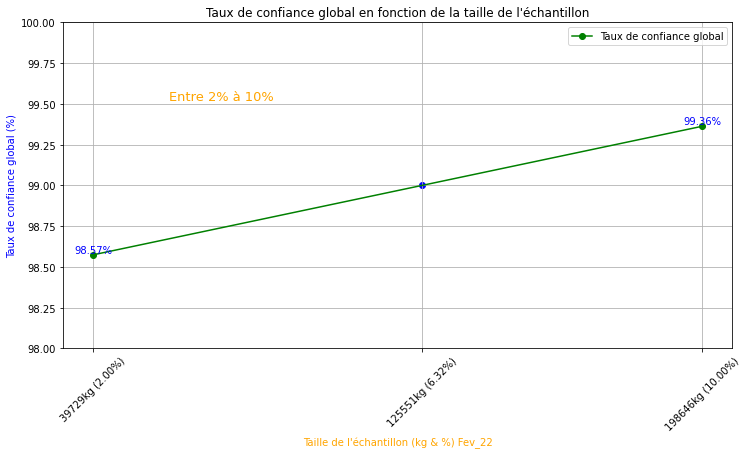 Taux de confiance global en fonction de la taille de l'échantillon
Taux de confiance global
Entre 2% à 10%
Taux de confiance global (%)
100.00
99.75
99.50
99.25
99.00
98.75
98.50
98.25
98.00
98.57%
99.36%
39729kg (2.00%)
125551kg (6.32%)
198646kg (10.00%)
Taille de l'échantillon (kg & %) Fev_22